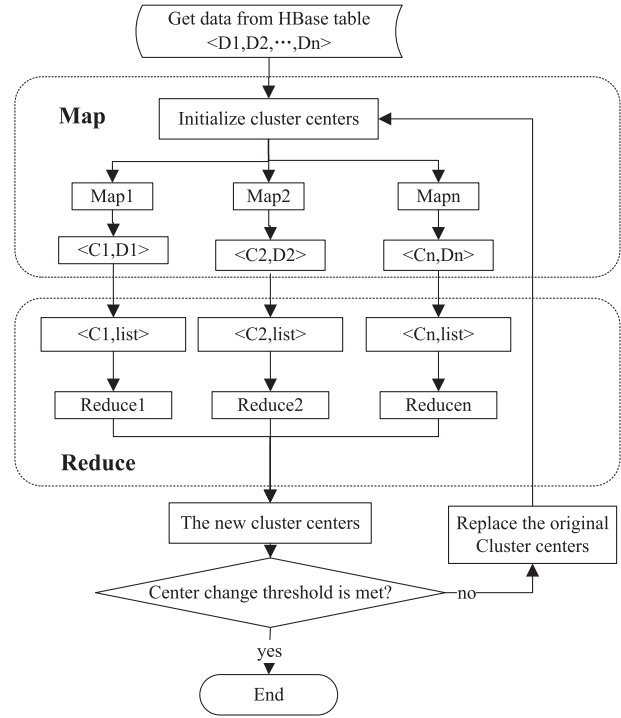 Get data from HBase table
<D1,D2,⋯,Dn>
Map
Initialize cluster centers
Map1
Map2
Mapn
<C1,D1>
<C2,D2>
<Cn,Dn>
<C1,list>
<C2,list>
<Cn,list>
Reduce1
Reduce2
Reducen
Reduce
The new cluster centers
Replace the original
Cluster centers
Center change threshold is met?
no
yes
End